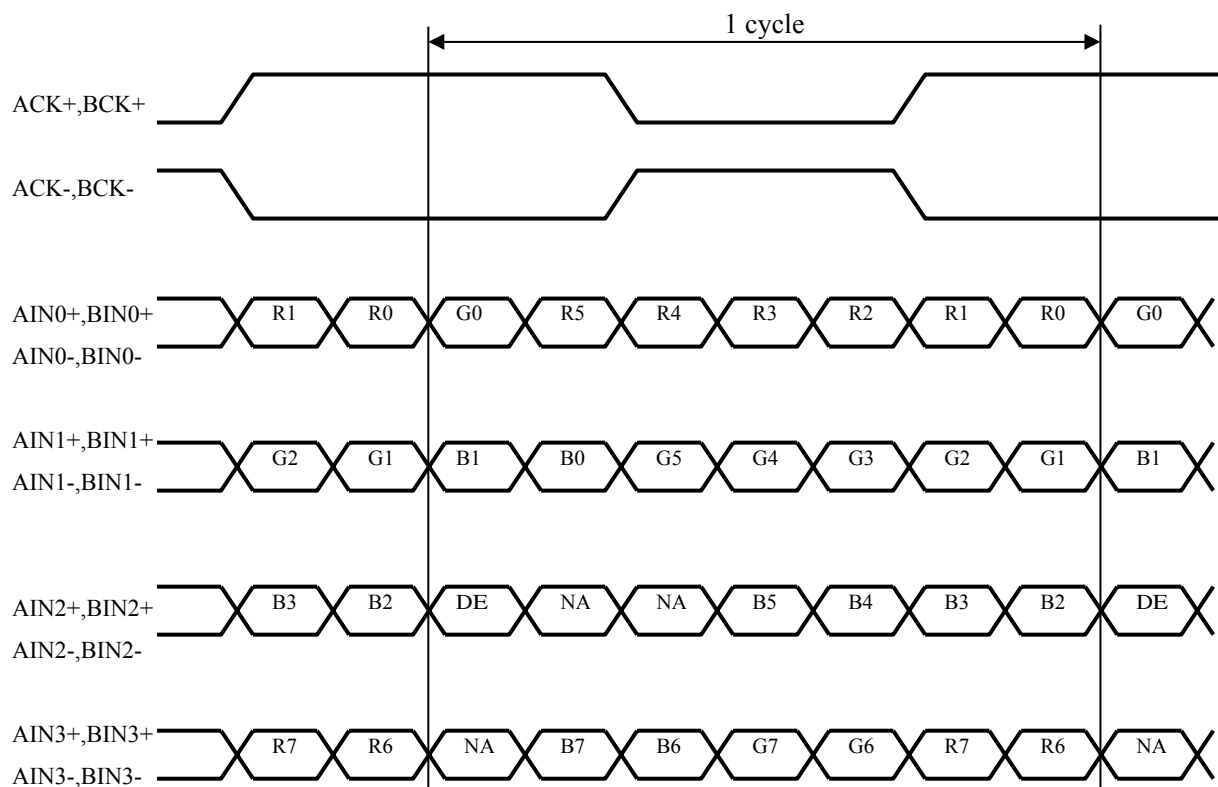 1 cycle
ACK+,BCK+
ACK-,BCK-
AIN0+,BIN0+
R1 R0 G0 R5 R4 R3 R2 R1 R0 G0
AIN0-,BIN0-
AIN1+,BIN1+
G2 G1 B1 B0 G5 G4 G3 G2 G1 B1
AIN1-,BIN1-
AIN2+,BIN2+
B3 B2 DE NA NA B5 B4 B3 B2 DE
AIN2-,BIN2-
AIN3+,BIN3+
R7 R6 NA B7 B6 G7 G6 R7 R6 NA
AIN3-,BIN3-